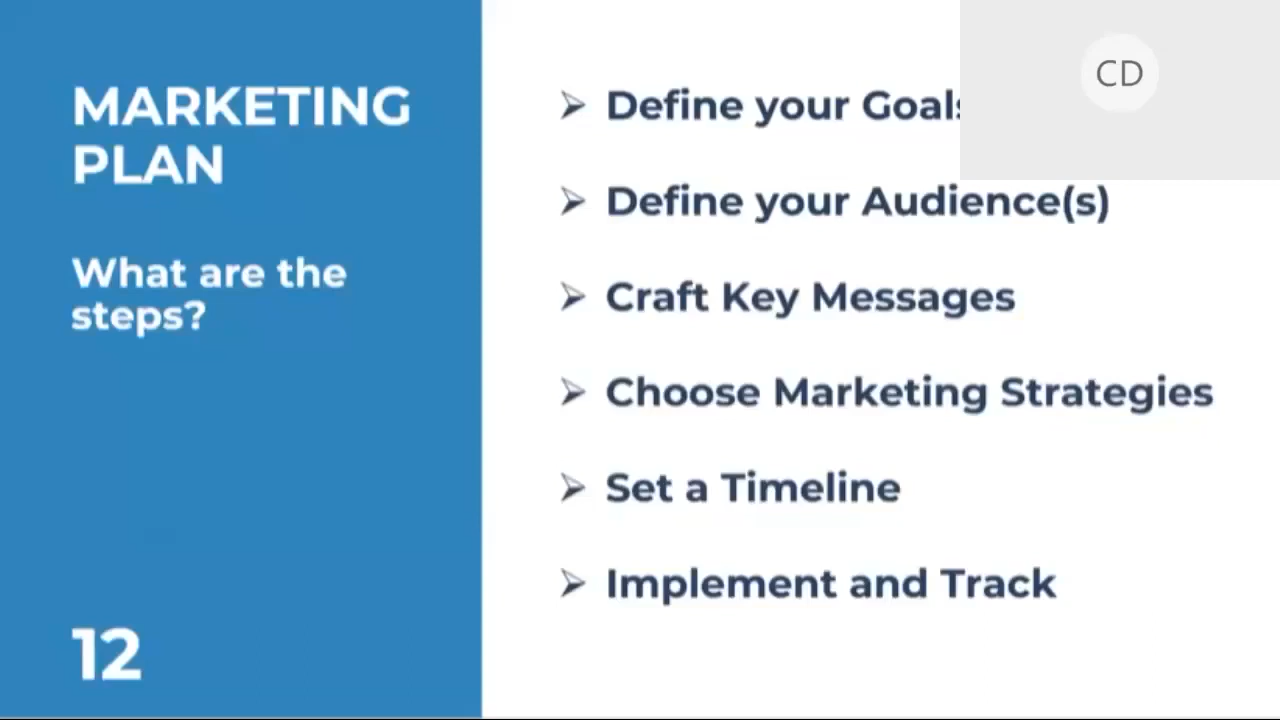 MARKETING
PLAN
What are the
steps?
12
CD
Define your Goals
Define your Audience(s)
Craft Key Messages
Choose Marketing Strategies
Set a Timeline
Implement and Track